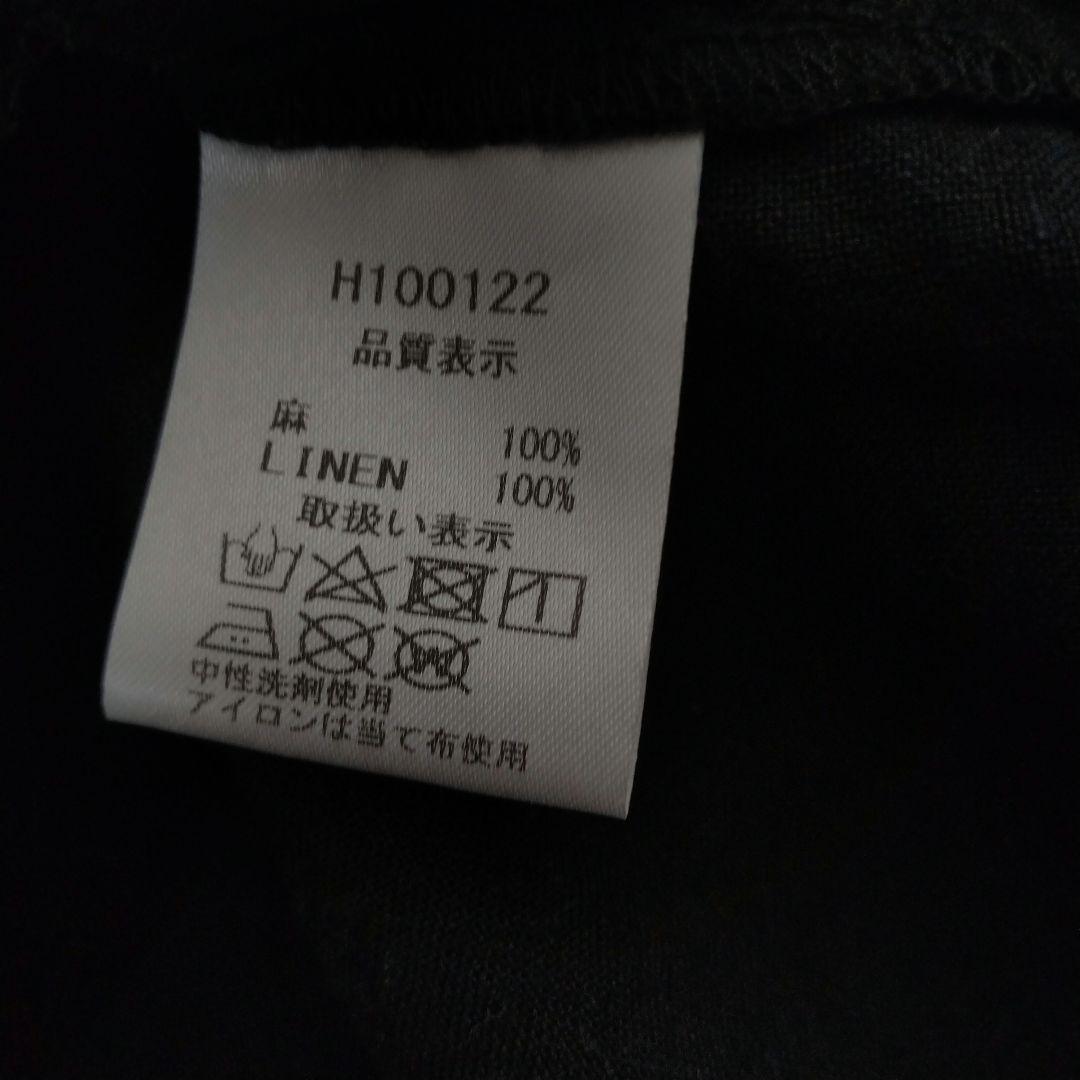 H100122
品質表示
麻 100%
LINEN 100%
取扱い表示
W
中性洗剤使用
アイロンは当て布使用